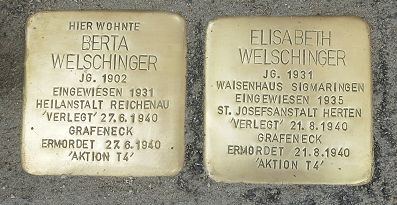 HIER WOHNTE
BERTA
WELSCHINGER
JG. 1902
EINGEWIESEN 1931
HEILANSTALT REICHENAU
'VERLEGT' 27.6.1940
GRAFENECK
ERMORDET 27.6.1940
'AKTION T4'
ELISABETH
WELSCHINGER
JG. 1931
WAISENHAUS SIGMARINGEN
EINGEWIESEN 1935
ST. JOSEFSANSTALT HERTEN
'VERLEGT' 21.8.1940
GRAFENECK
ERMORDET 21.8.1940
'AKTION T4'